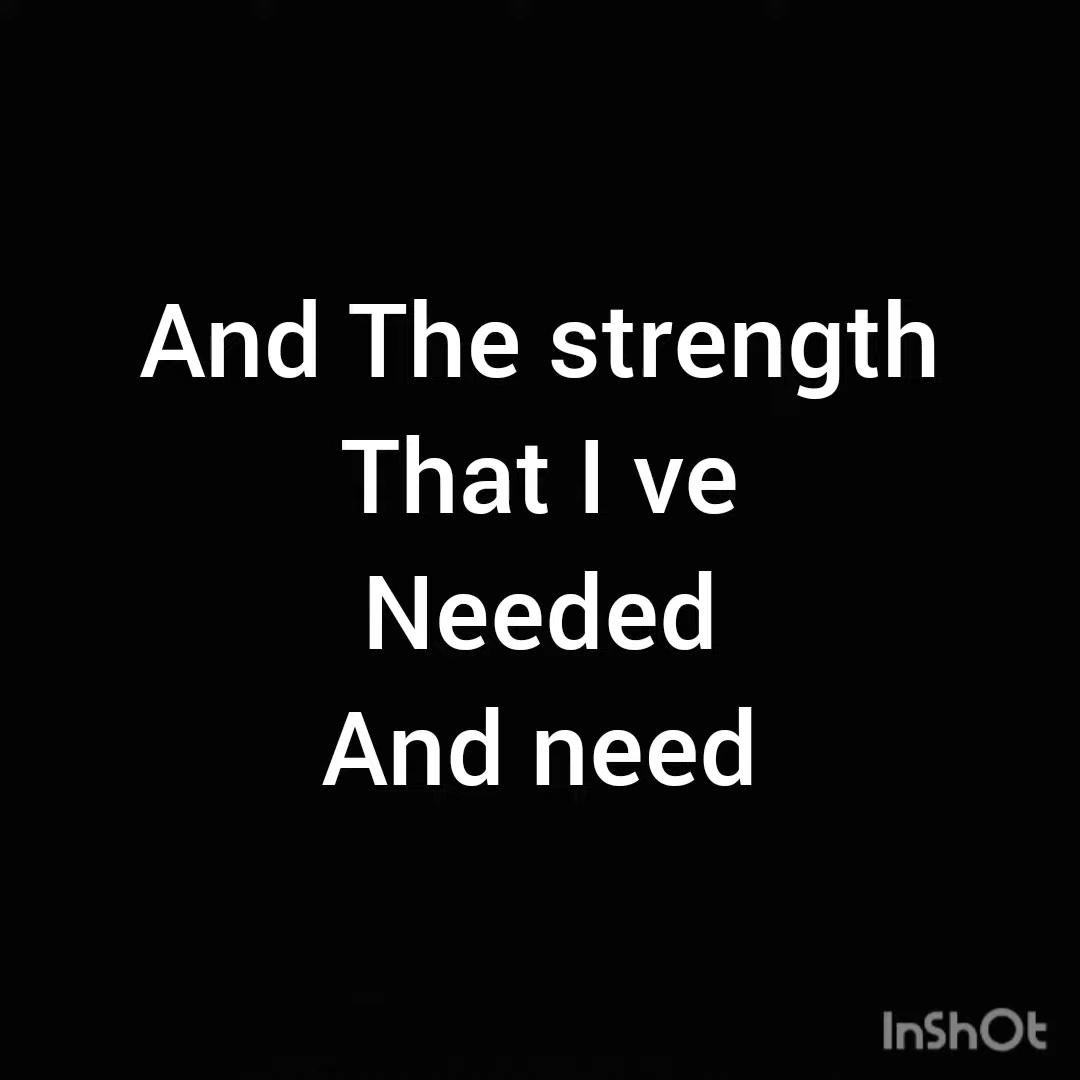 And The strength
That I ve
Needed
And need
InShOt